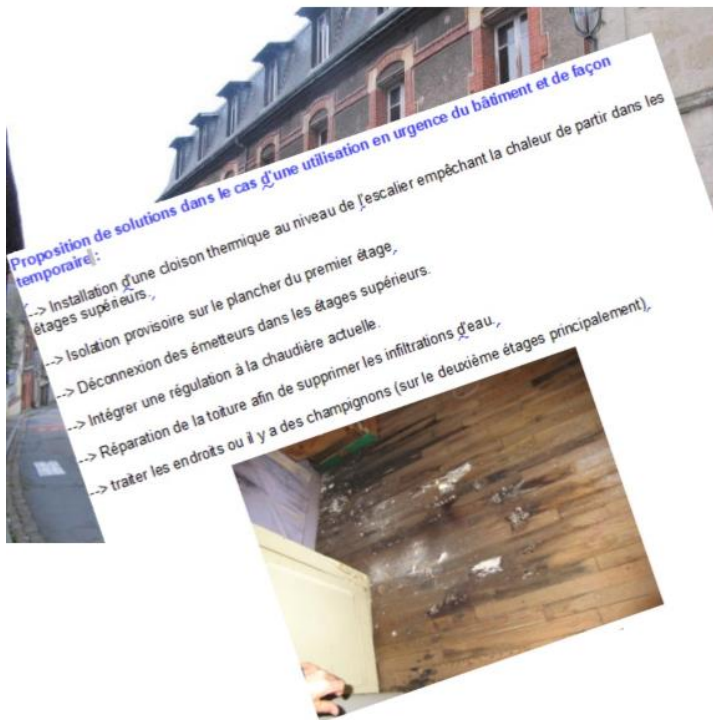 Proposition de solutions dans le cas d'une utilisation en urgence du bâtiment et de façon
temporaire :
--> Installation d'une cloison thermique au niveau de l'escalier empêchant la chaleur de partir dans les
étages supérieurs.
--> Isolation provisoire sur le plancher du premier étage
--> Déconnexion des émetteurs dans les étages supérieurs.
--> Intégrer une régulation à la chaudière actuelle.
--> Réparation de la toiture afin de supprimer les infiltrations d'eau.
--> traiter les endroits ou il y a des champignons (sur le deuxième étages principalement)